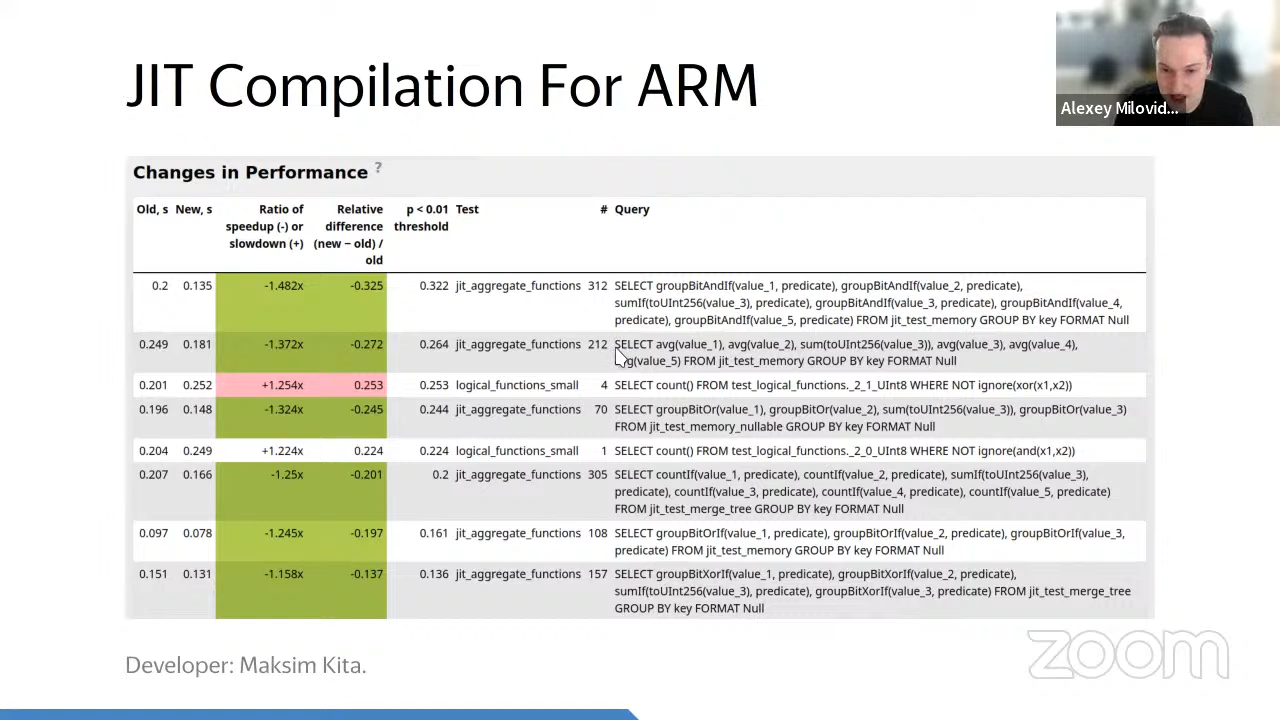 JIT Compilation For ARM
Alexey Milovid...
Changes in Performance ?
Old, s New, s Ratio of speedup (-) or slowdown (+) Relative difference (new − old) / old p < 0.01 threshold Test # Query
0.2 0.135 -1.482x -0.325 0.322 jit_aggregate_functions 312 SELECT groupBitAndIf(value_1, predicate), groupBitAndIf(value_2, predicate),
sumIf(toUInt256(value_3), predicate), groupBitAndIf(value_3, predicate), groupBitAndIf(value_4,
predicate), groupBitAndIf(value_5, predicate) FROM jit_test_memory GROUP BY key FORMAT Null
0.249 0.181 -1.372x -0.272 0.264 jit_aggregate_functions 212 SELECT avg(value_1), avg(value_2), sum(toUInt256(value_3)), avg(value_3), avg(value_4),
avg(value_5) FROM jit_test_memory GROUP BY key FORMAT Null
0.201 0.252 +1.254x 0.253 0.253 logical_functions_small 4 SELECT count() FROM test_logical_functions._2_1_UInt8 WHERE NOT ignore(xor(x1,x2))
0.196 0.148 -1.324x -0.245 0.244 jit_aggregate_functions 70 SELECT groupBitOr(value_1), groupBitOr(value_2), sum(toUInt256(value_3)), groupBitOr(value_3)
FROM jit_test_memory_nullable GROUP BY key FORMAT Null
0.204 0.249 +1.224x 0.224 0.224 logical_functions_small 1 SELECT count() FROM test_logical_functions._2_0_UInt8 WHERE NOT ignore(and(x1,x2))
0.207 0.166 -1.25x -0.201 0.2 jit_aggregate_functions 305 SELECT countIf(value_1, predicate), countIf(value_2, predicate), sumIf(toUInt256(value_3),
predicate), countIf(value_3, predicate), countIf(value_4, predicate), countIf(value_5, predicate)
FROM jit_test_merge_tree GROUP BY key FORMAT Null
0.097 0.078 -1.245x -0.197 0.161 jit_aggregate_functions 108 SELECT groupBitOrIf(value_1, predicate), groupBitOrIf(value_2, predicate), groupBitOrIf(value_3,
predicate) FROM jit_test_memory GROUP BY key FORMAT Null
0.151 0.131 -1.158x -0.137 0.136 jit_aggregate_functions 157 SELECT groupBitXorIf(value_1, predicate), groupBitXorIf(value_2, predicate),
sumIf(toUInt256(value_3), predicate), groupBitXorIf(value_3, predicate) FROM jit_test_merge_tree
GROUP BY key FORMAT Null
Developer: Maksim Kita.
zoom